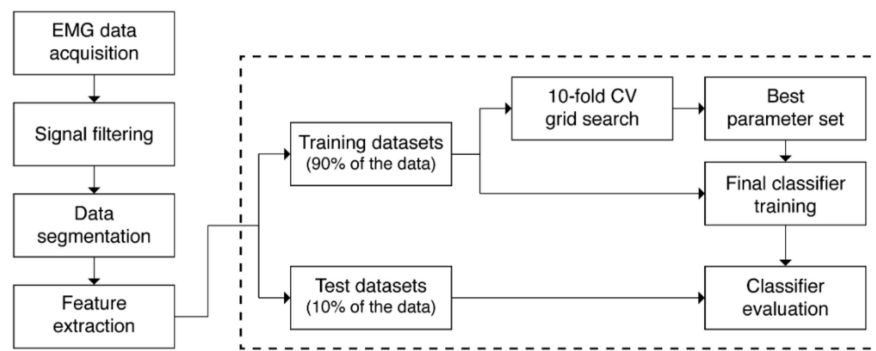 EMG data
acquisition
Signal filtering
Data
segmentation
Feature
extraction
Training datasets
(90% of the data)
Test datasets
(10% of the data)
10-fold CV
grid search
Best
parameter set
Final classifier
training
Classifier
evaluation